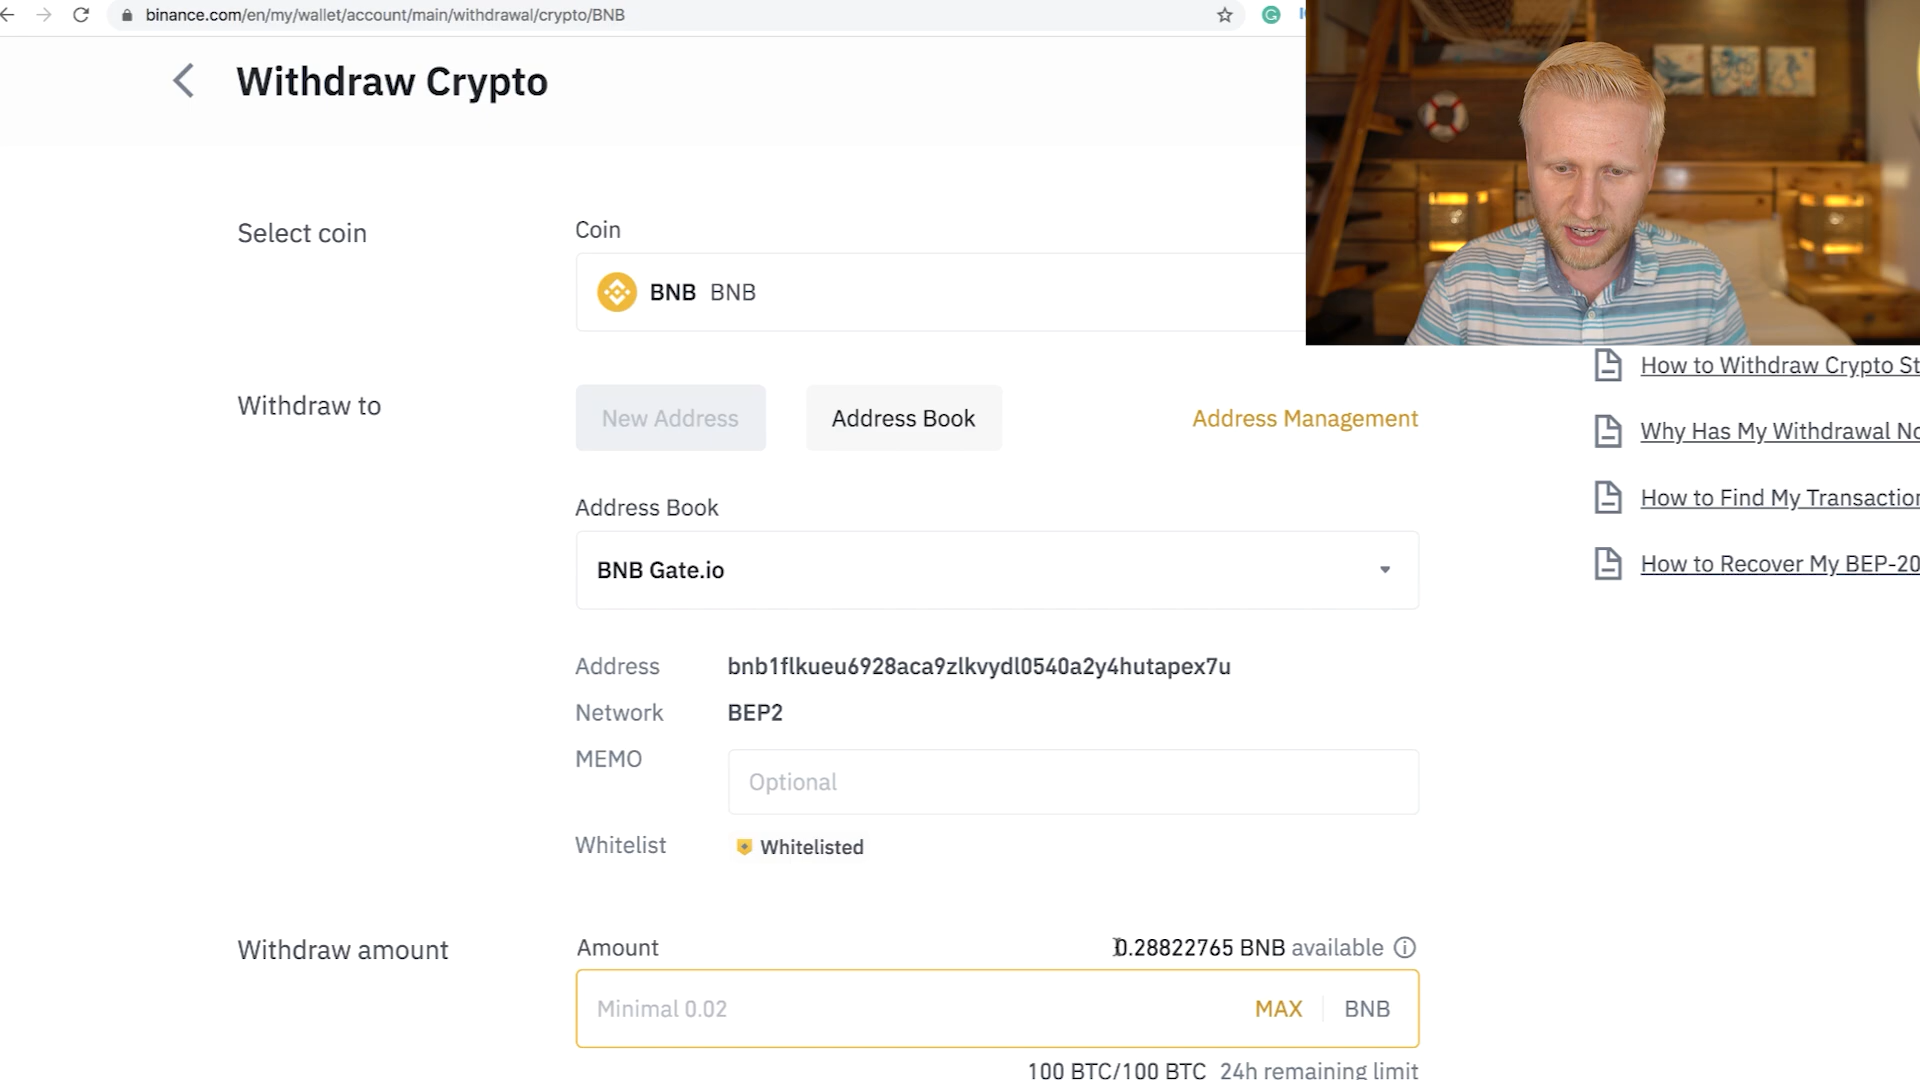 binance.com/en/my/wallet/account/main/withdrawal/crypto/BNB
Withdraw Crypto
Select coin
Coin
BNB BNB
Withdraw to
New Address
Address Book
Address Management
Address Book
BNB Gate.io
Address bnb1flkueu6928aca9zlkvydl0540a2y4hutapex7u
Network BEP2
MEMO Optional
Whitelist Whitelisted
Withdraw amount
Amount 0.28822765 BNB available
Minimal 0.02 MAX BNB
100 BTC/100 BTC 24h remaining limit
How to Withdraw Crypto St
Why Has My Withdrawal No
How to Find My Transaction
How to Recover My BEP-20